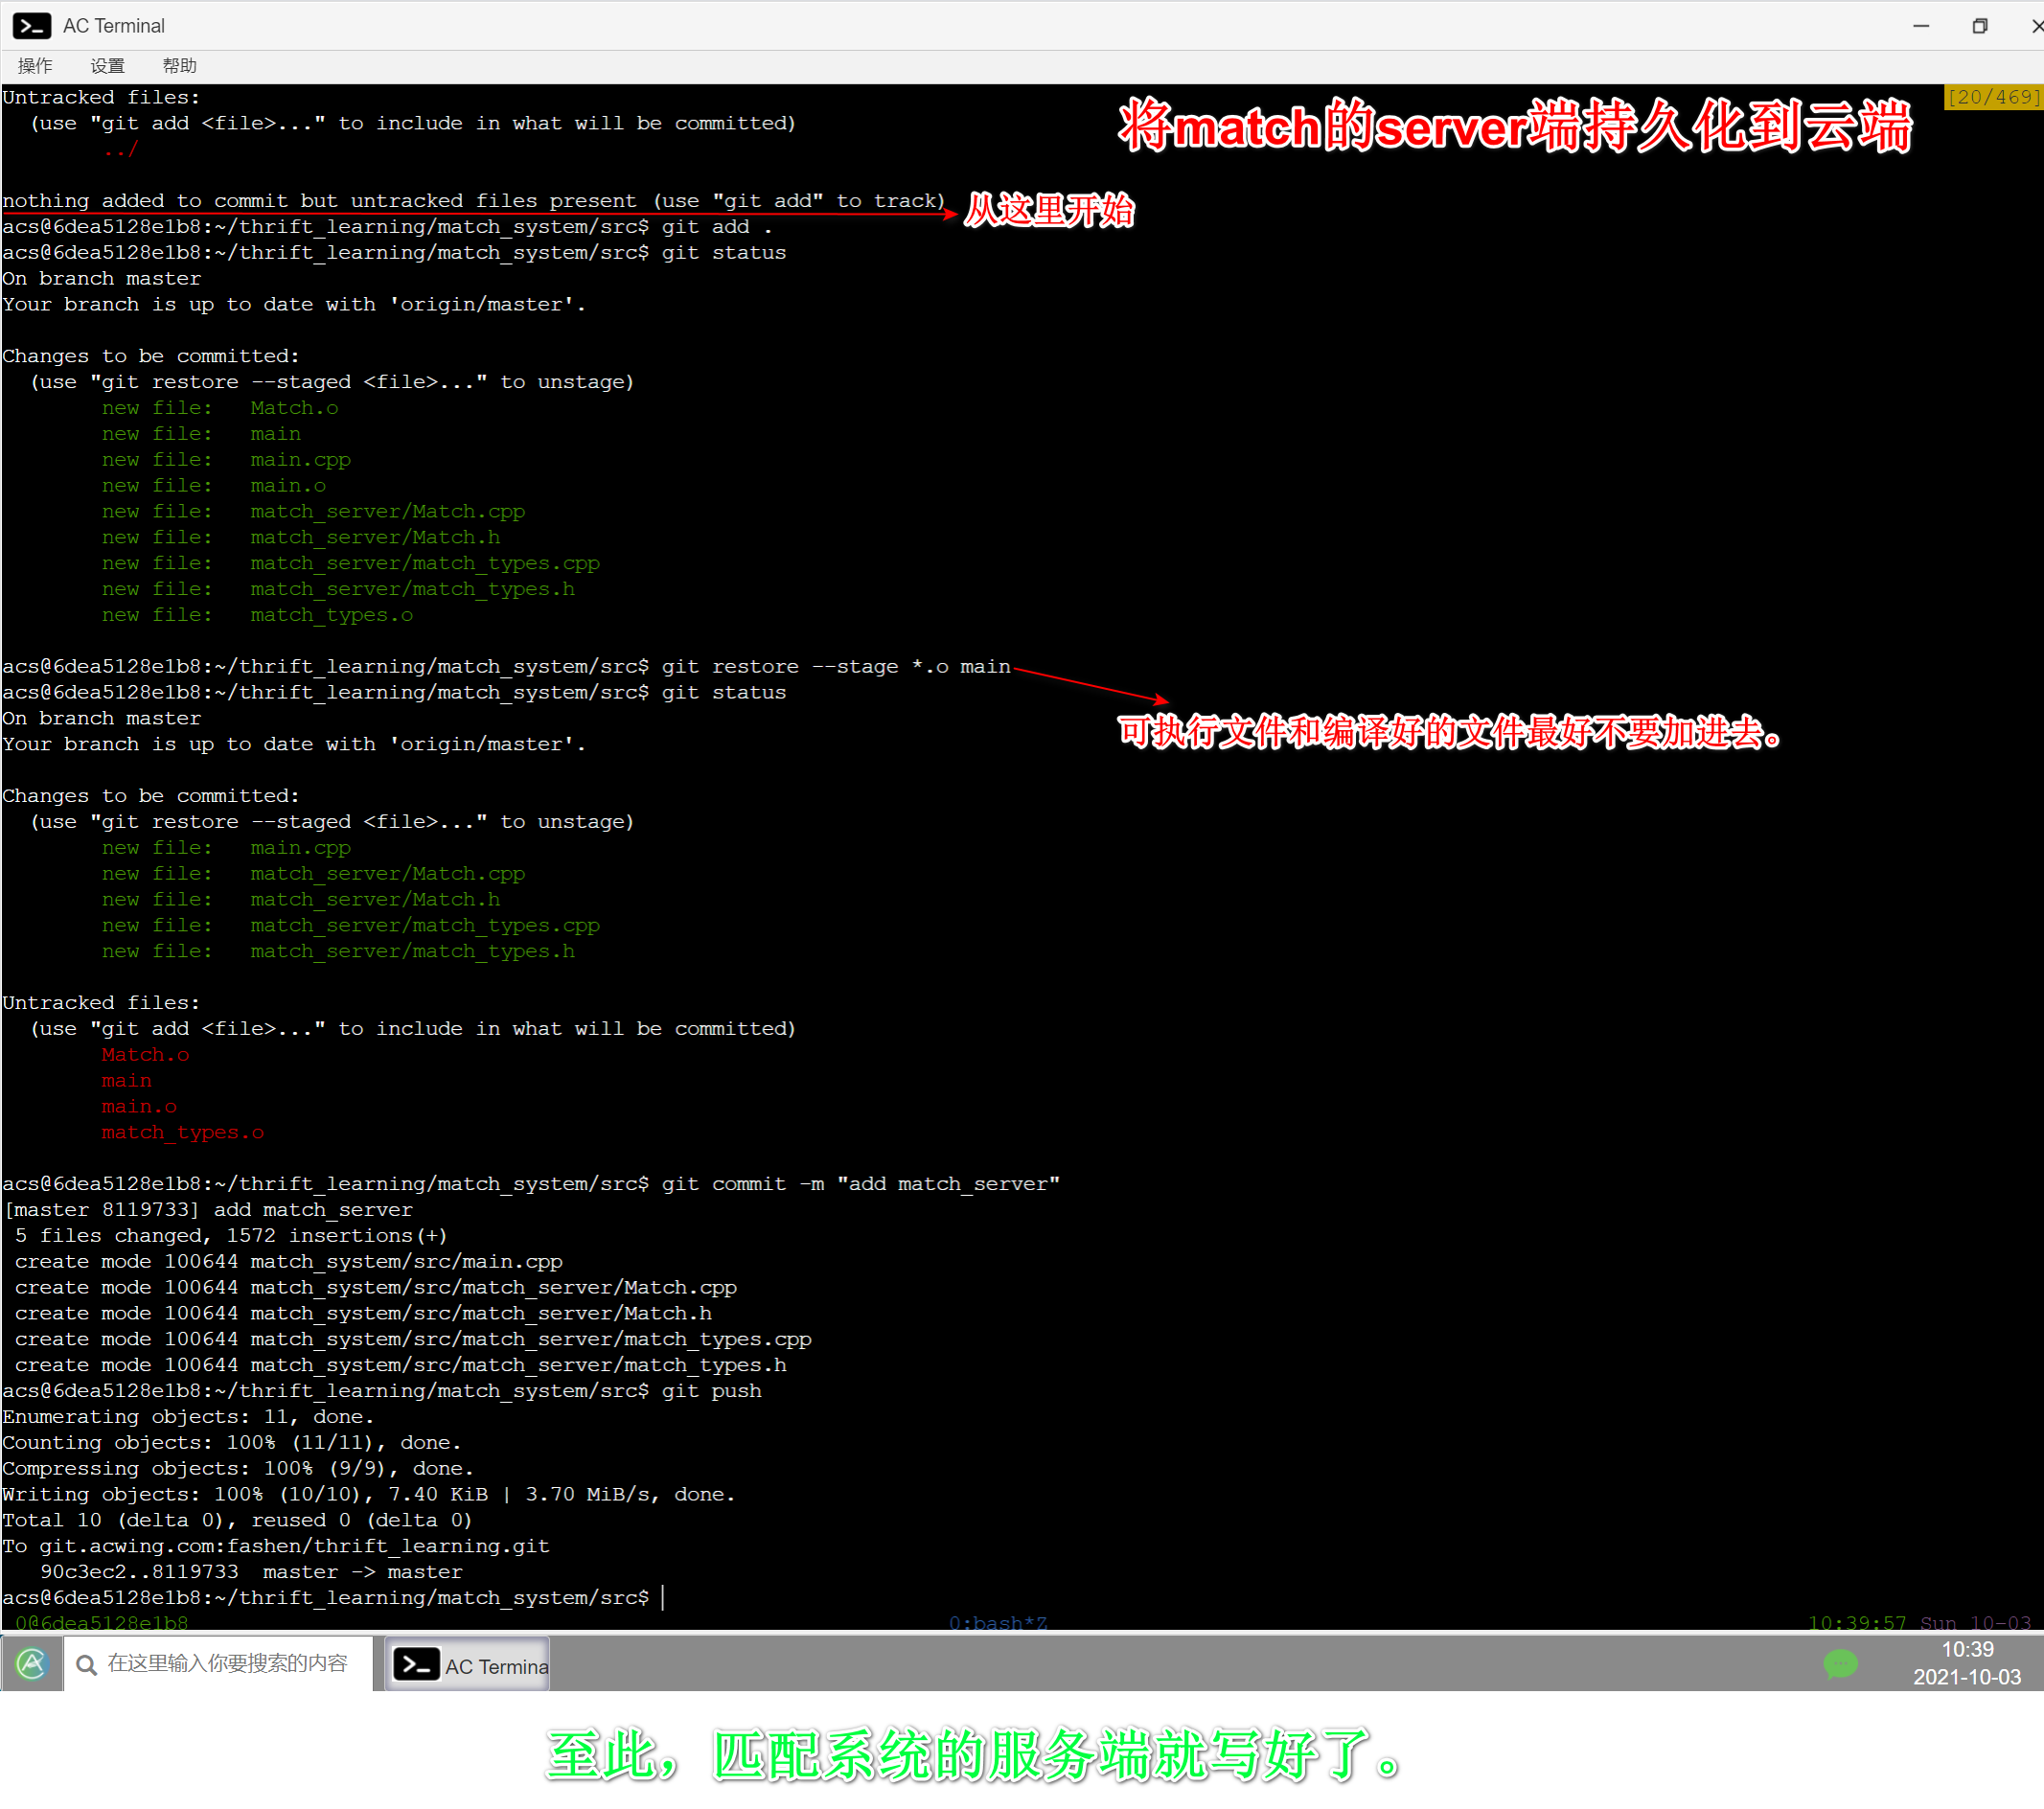 AC Terminal
操作 设置 帮助
Untracked files:
[20/469]
(use "git add <file>..." to include in what will be committed)
将match的server端持久化到云端
../
nothing added to commit but untracked files present (use "git add" to track)
从这里开始
acs@6dea5128e1b8:~/thrift_learning/match_system/src$ git add .
acs@6dea5128e1b8:~/thrift_learning/match_system/src$ git status
On branch master
Your branch is up to date with 'origin/master'.
Changes to be committed:
(use "git restore --staged <file>..." to unstage)
new file: Match.o
new file: main
new file: main.cpp
new file: main.o
new file: match_server/Match.cpp
new file: match_server/Match.h
new file: match_server/match_types.cpp
new file: match_server/match_types.h
new file: match_types.o
acs@6dea5128e1b8:~/thrift_learning/match_system/src$ git restore --stage *.o main
acs@6dea5128e1b8:~/thrift_learning/match_system/src$ git status
On branch master
可执行文件和编译好的文件最好不要加进去。
Your branch is up to date with 'origin/master'.
Changes to be committed:
(use "git restore --staged <file>..." to unstage)
new file: main.cpp
new file: match_server/Match.cpp
new file: match_server/Match.h
new file: match_server/match_types.cpp
new file: match_server/match_types.h
Untracked files:
(use "git add <file>..." to include in what will be committed)
Match.o
main
main.o
match_types.o
acs@6dea5128e1b8:~/thrift_learning/match_system/src$ git commit -m "add match_server"
[master 8119733] add match_server
5 files changed, 1572 insertions(+)
create mode 100644 match_system/src/main.cpp
create mode 100644 match_system/src/match_server/Match.cpp
create mode 100644 match_system/src/match_server/Match.h
create mode 100644 match_system/src/match_server/match_types.cpp
create mode 100644 match_system/src/match_server/match_types.h
acs@6dea5128e1b8:~/thrift_learning/match_system/src$ git push
Enumerating objects: 11, done.
Counting objects: 100% (11/11), done.
Compressing objects: 100% (9/9), done.
Writing objects: 100% (10/10), 7.40 KiB | 3.70 MiB/s, done.
Total 10 (delta 0), reused 0 (delta 0)
To git.acwing.com:fashen/thrift_learning.git
90c3ec2..8119733 master -> master
acs@6dea5128e1b8:~/thrift_learning/match_system/src$
0@6dea5128e1b8 0:bash*Z 10:39:57 Sun 10-03
在这里输入你要搜索的内容
AC Termina
10:39
2021-10-03
至此，匹配系统的服务端就写好了。